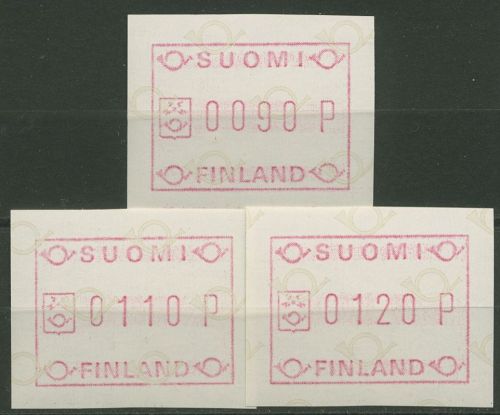 SUOMI
0090 P
FINLAND
SUOMI
0110 P
FINLAND
SUOMI
0120 P
FINLAND